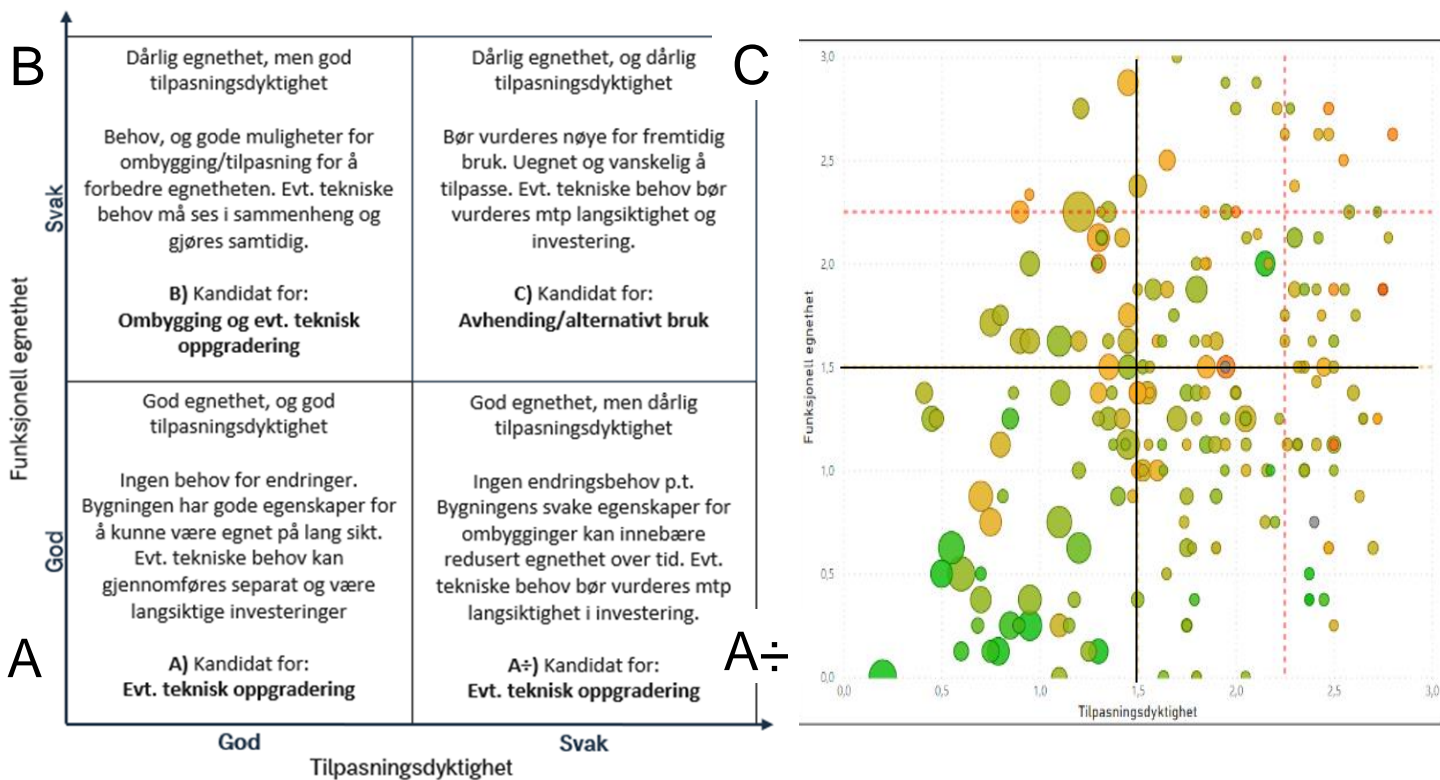 B
Dårlig egnethet, men god
tilpasningsdyktighet
Behov, og gode muligheter for
ombygging/tilpasning for å
forbedre egnetheten. Evt. tekniske
behov må ses i sammenheng og
gjøres samtidig.
B) Kandidat for:
Ombygging og evt. teknisk
oppgradering
C
Dårlig egnethet, og dårlig
tilpasningsdyktighet
Bør vurderes nøye for fremtidig
bruk. Uegnet og vanskelig å
tilpasse. Evt. tekniske behov bør
vurderes mtp langsiktighet og
investering.
C) Kandidat for:
Avhending/alternativt bruk
A
God egnethet, og god
tilpasningsdyktighet
Ingen behov for endringer.
Bygningen har gode egenskaper for
å kunne være egnet på lang sikt.
Evt. tekniske behov kan
gjennomføres separat og være
langsiktige investeringer
A) Kandidat for:
Evt. teknisk oppgradering
A÷
God egnethet, men dårlig
tilpasningsdyktighet
Ingen endringsbehov p.t.
Bygningens svake egenskaper for
ombygginger kan innebære
redusert egnethet over tid. Evt.
tekniske behov bør vurderes mtp
langsiktighet i investering.
A÷) Kandidat for:
Evt. teknisk oppgradering
Funksjonell egnethet
Svak
God
God
Svak
Tilpasningsdyktighet
Funksjonell egnethet
3,0
2,5
2,0
1,5
1,0
0,5
0,0
0,0 0,5 1,0 1,5 2,0 2,5 3,0
Tilpasningsdyktighet